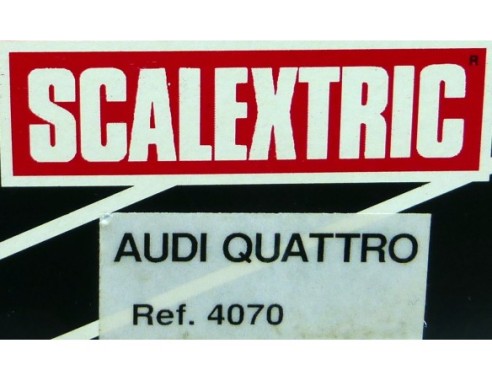 SCALEXTRIC ®
AUDI QUATTRO
Ref. 4070